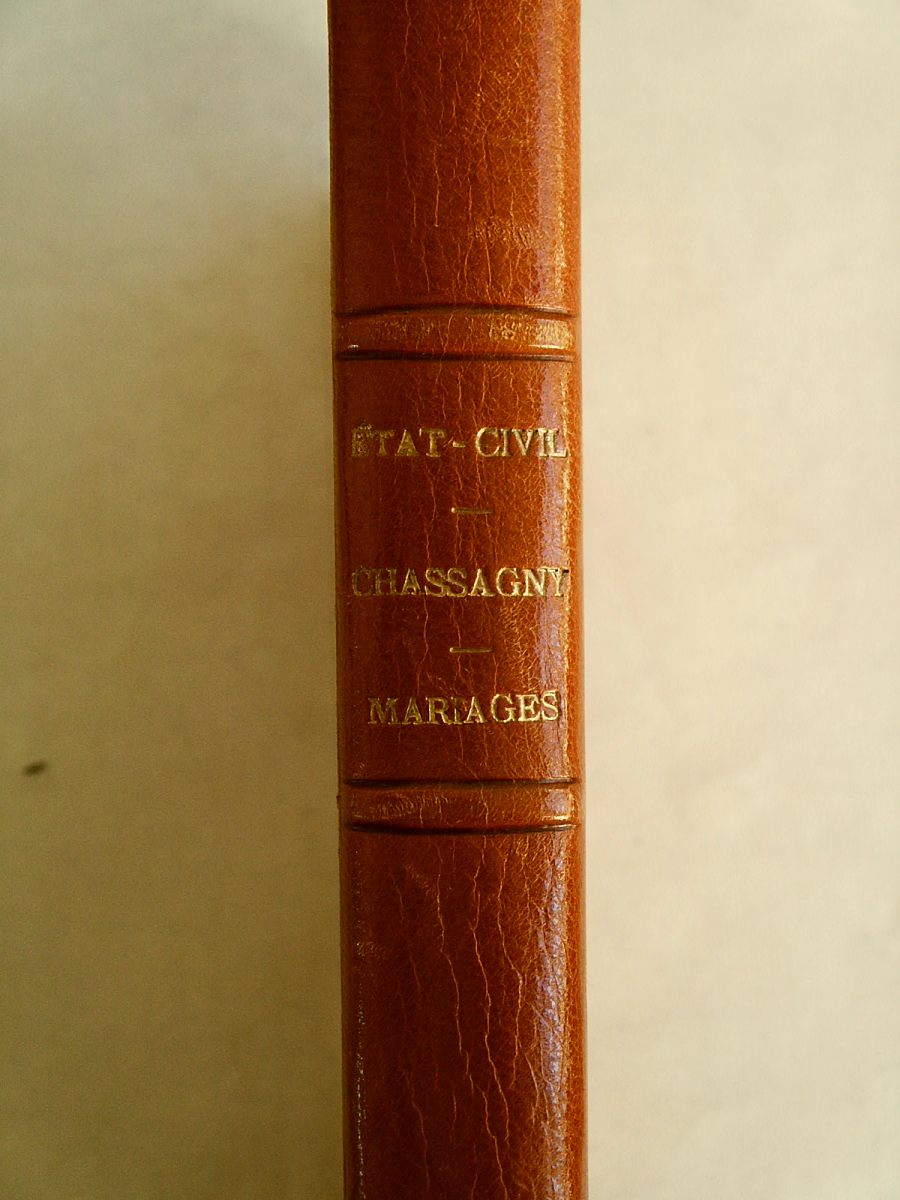 ÉTAT-CIVIL
—
CHASSAGNY
—
MARIAGES